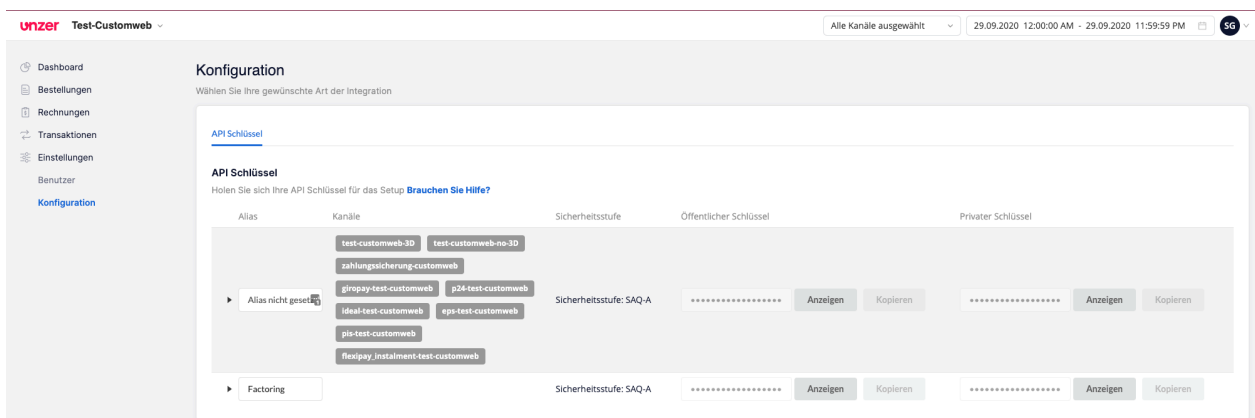 unzer Test-Customweb
Alle Kanäle ausgewählt
29.09.2020 12:00:00 AM - 29.09.2020 11:59:59 PM
SG
Dashboard
Bestellungen
Rechnungen
Transaktionen
Einstellungen
Benutzer
Konfiguration
Konfiguration
Wählen Sie Ihre gewünschte Art der Integration
API Schlüssel
API Schlüssel
Holen Sie sich Ihre API Schlüssel für das Setup Brauchen Sie Hilfe?
Alias Kanäle Sicherheitsstufe Öffentlicher Schlüssel Privater Schlüssel
test-customweb-3D test-customweb-no-3D
zahlungssicherung-customweb
giropay-test-customweb p24-test-customweb
Alias nicht gesetz Sicherheitsstufe: SAQ-A •••••••••••••••••• Anzeigen Kopieren •••••••••••••••••• Anzeigen Kopieren
ideal-test-customweb eps-test-customweb
pis-test-customweb
flexipay_instalment-test-customweb
Factoring Sicherheitsstufe: SAQ-A •••••••••••••••••• Anzeigen Kopieren •••••••••••••••••• Anzeigen Kopieren